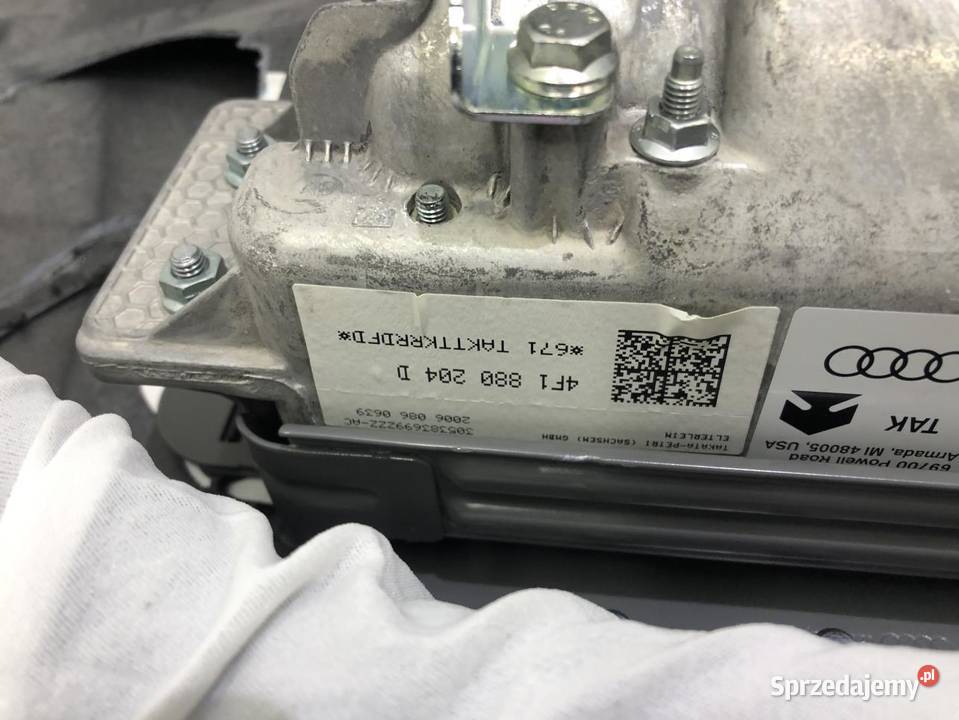 TAKATA-PETRI (SACHSEN) GMBH
ELTERLEIN
305383699ZZZ-AC
2006 086 0639
4F1 880 204 D
*671 TAKTTKRRDFD*
69700 Powell Road
Armada, MI 48005, USA
TAK
Sprzedajemy.pl